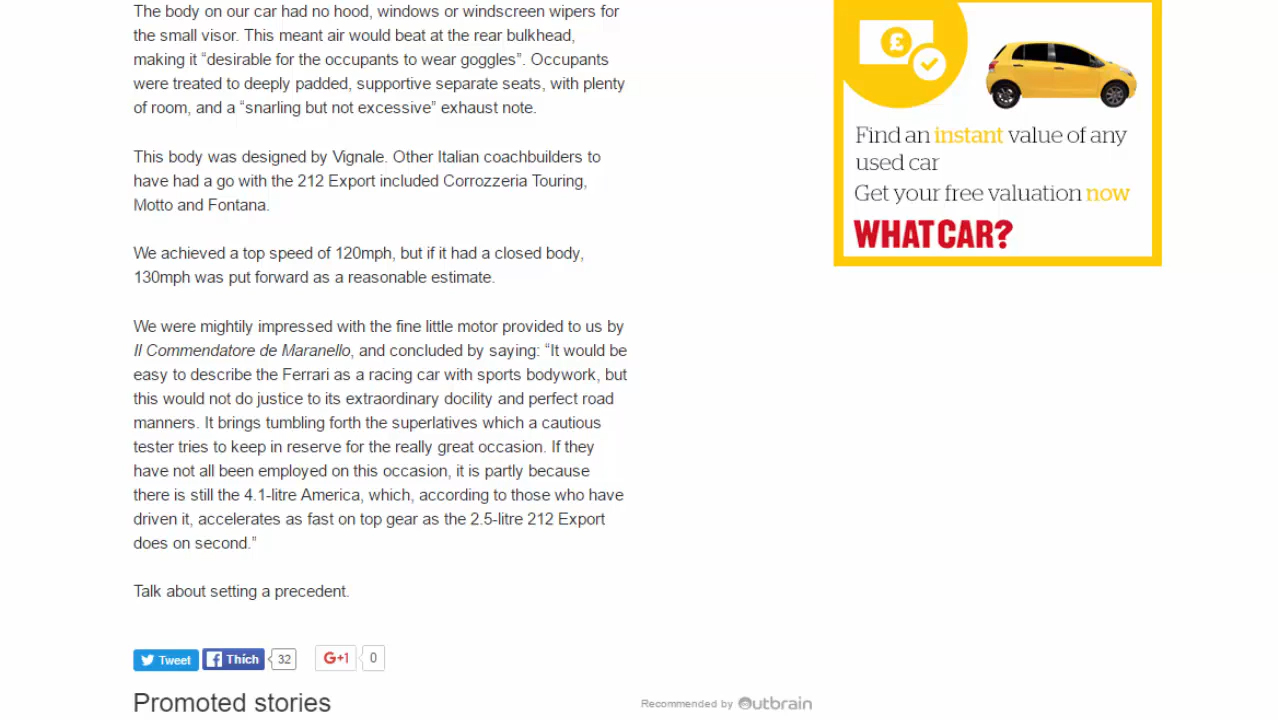 The body on our car had no hood, windows or windscreen wipers for
the small visor. This meant air would beat at the rear bulkhead,
making it “desirable for the occupants to wear goggles”. Occupants
were treated to deeply padded, supportive separate seats, with plenty
of room, and a “snarling but not excessive” exhaust note.
This body was designed by Vignale. Other Italian coachbuilders to
have had a go with the 212 Export included Corrozzeria Touring,
Motto and Fontana.
We achieved a top speed of 120mph, but if it had a closed body,
130mph was put forward as a reasonable estimate.
We were mightily impressed with the fine little motor provided to us by
Il Commendatore de Maranello, and concluded by saying: “It would be
easy to describe the Ferrari as a racing car with sports bodywork, but
this would not do justice to its extraordinary docility and perfect road
manners. It brings tumbling forth the superlatives which a cautious
tester tries to keep in reserve for the really great occasion. If they
have not all been employed on this occasion, it is partly because
there is still the 4.1-litre America, which, according to those who have
driven it, accelerates as fast on top gear as the 2.5-litre 212 Export
does on second.”
Talk about setting a precedent.
Tweet
Thich
32
G+1
0
Promoted stories
Recommended by Outbrain
£
Find an instant value of any
used car
Get your free valuation now
WHAT CAR?